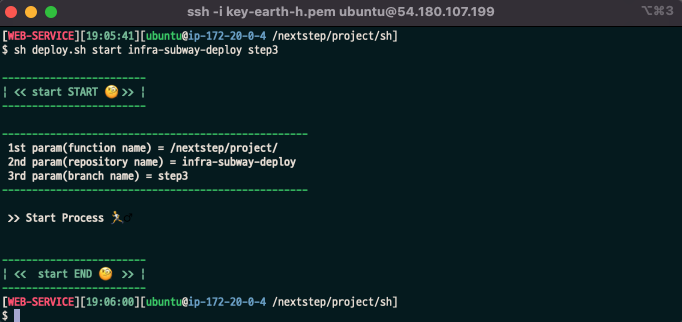 ssh -i key-earth-h.pem ubuntu@54.180.107.199 ⌥⌘3
[WEB-SERVICE][19:05:41][ubuntu@ip-172-20-0-4 /nextstep/project/sh]
$ sh deploy.sh start infra-subway-deploy step3
------------------------
¦ << start START 🧐 >> ¦
------------------------
---------------------------------------------------
1st param(function name) = /nextstep/project/
2nd param(repository name) = infra-subway-deploy
3rd param(branch name) = step3
---------------------------------------------------
>> Start Process 🏃♂
------------------------
¦ << start END 🧐 >> ¦
------------------------
[WEB-SERVICE][19:06:00][ubuntu@ip-172-20-0-4 /nextstep/project/sh]
$